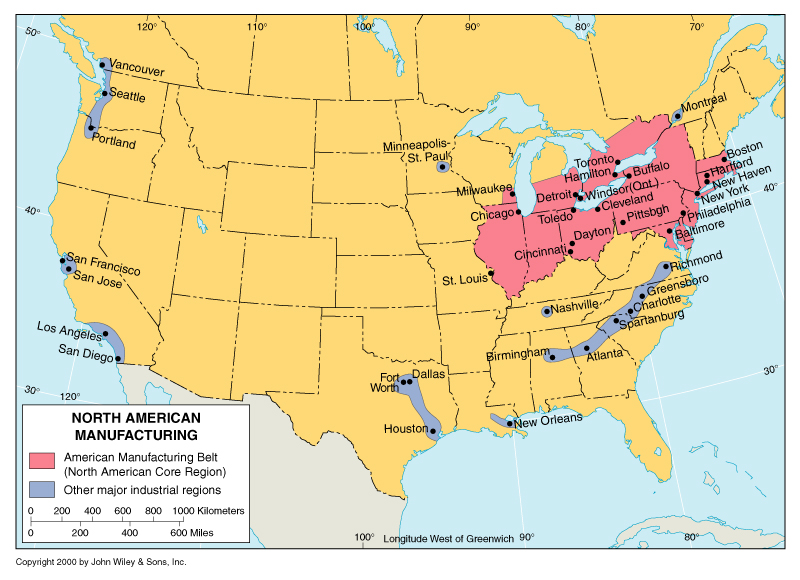 120°
110°
100°
90°
80°
70°
50°
Vancouver
Seattle
Portland
Minneapolis-
St. Paul
Montreal
Toronto
Hamilton
Buffalo
Boston
Hartford
New Haven
New York
40°
Milwaukee
Detroit
Windsor(Ont.)
Cleveland
Chicago
Toledo
Pittsbgh
Philadelphia
Baltimore
Dayton
Cincinnati
40°
San Francisco
San Jose
St. Louis
Richmond
Greensboro
Nashville
Charlotte
Spartanburg
Los Angeles
San Diego
Birmingham
Atlanta
30°
Fort
Worth
Dallas
Houston
New Orleans
30°
120°
NORTH AMERICAN
MANUFACTURING
American Manufacturing Belt
(North American Core Region)
Other major industrial regions
0 200 400 600 800 1000 Kilometers
0 200 400 600 Miles
100°
Longitude West of Greenwich
90°
80°
Copyright 2000 by John Wiley & Sons, Inc.